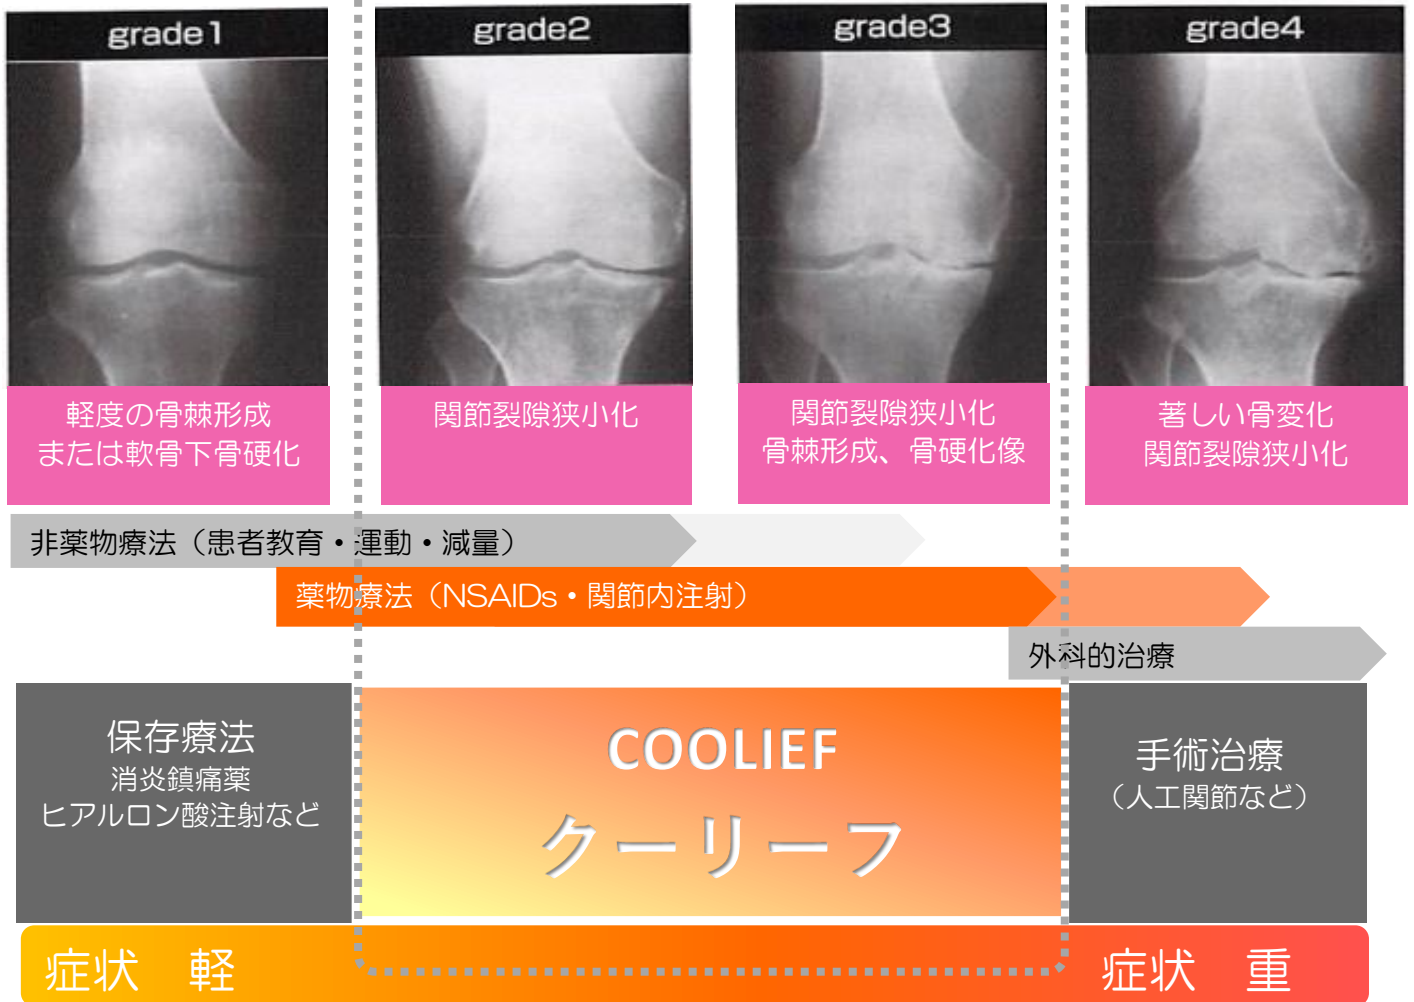 grade1
grade2
grade3
grade4
軽度の骨棘形成
または軟骨下骨硬化
関節裂隙狭小化
関節裂隙狭小化
骨棘形成、骨硬化像
著しい骨変化
関節裂隙狭小化
非薬物療法（患者教育・運動・減量）
薬物療法（NSAIDs・関節内注射）
外科的治療
保存療法
消炎鎮痛薬
ヒアルロン酸注射など
COOLIEF
クーリーフ
手術治療
（人工関節など）
症状　軽
症状　重